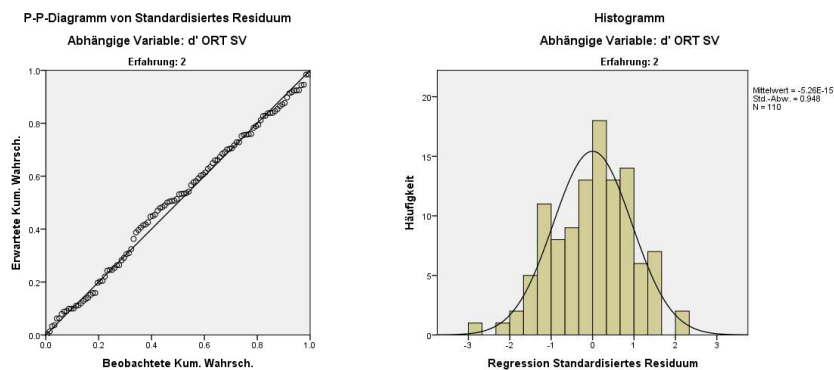 P-P-Diagramm von Standardisiertes Residuum
Abhängige Variable: d' ORT SV
Erfahrung: 2
1.0
0.8
0.6
0.4
0.2
0.0
Erwartete Kum. Wahrsch.
0.0 0.2 0.4 0.6 0.8 1.0
Beobachtete Kum. Wahrsch.
Histogramm
Abhängige Variable: d' ORT SV
Erfahrung: 2
Mittelwert = -5.26E-15
Std.-Abw. = 0.948
N = 110
20
15
10
5
0
Häufigkeit
-3 -2 -1 0 1 2 3
Regression Standardisiertes Residuum